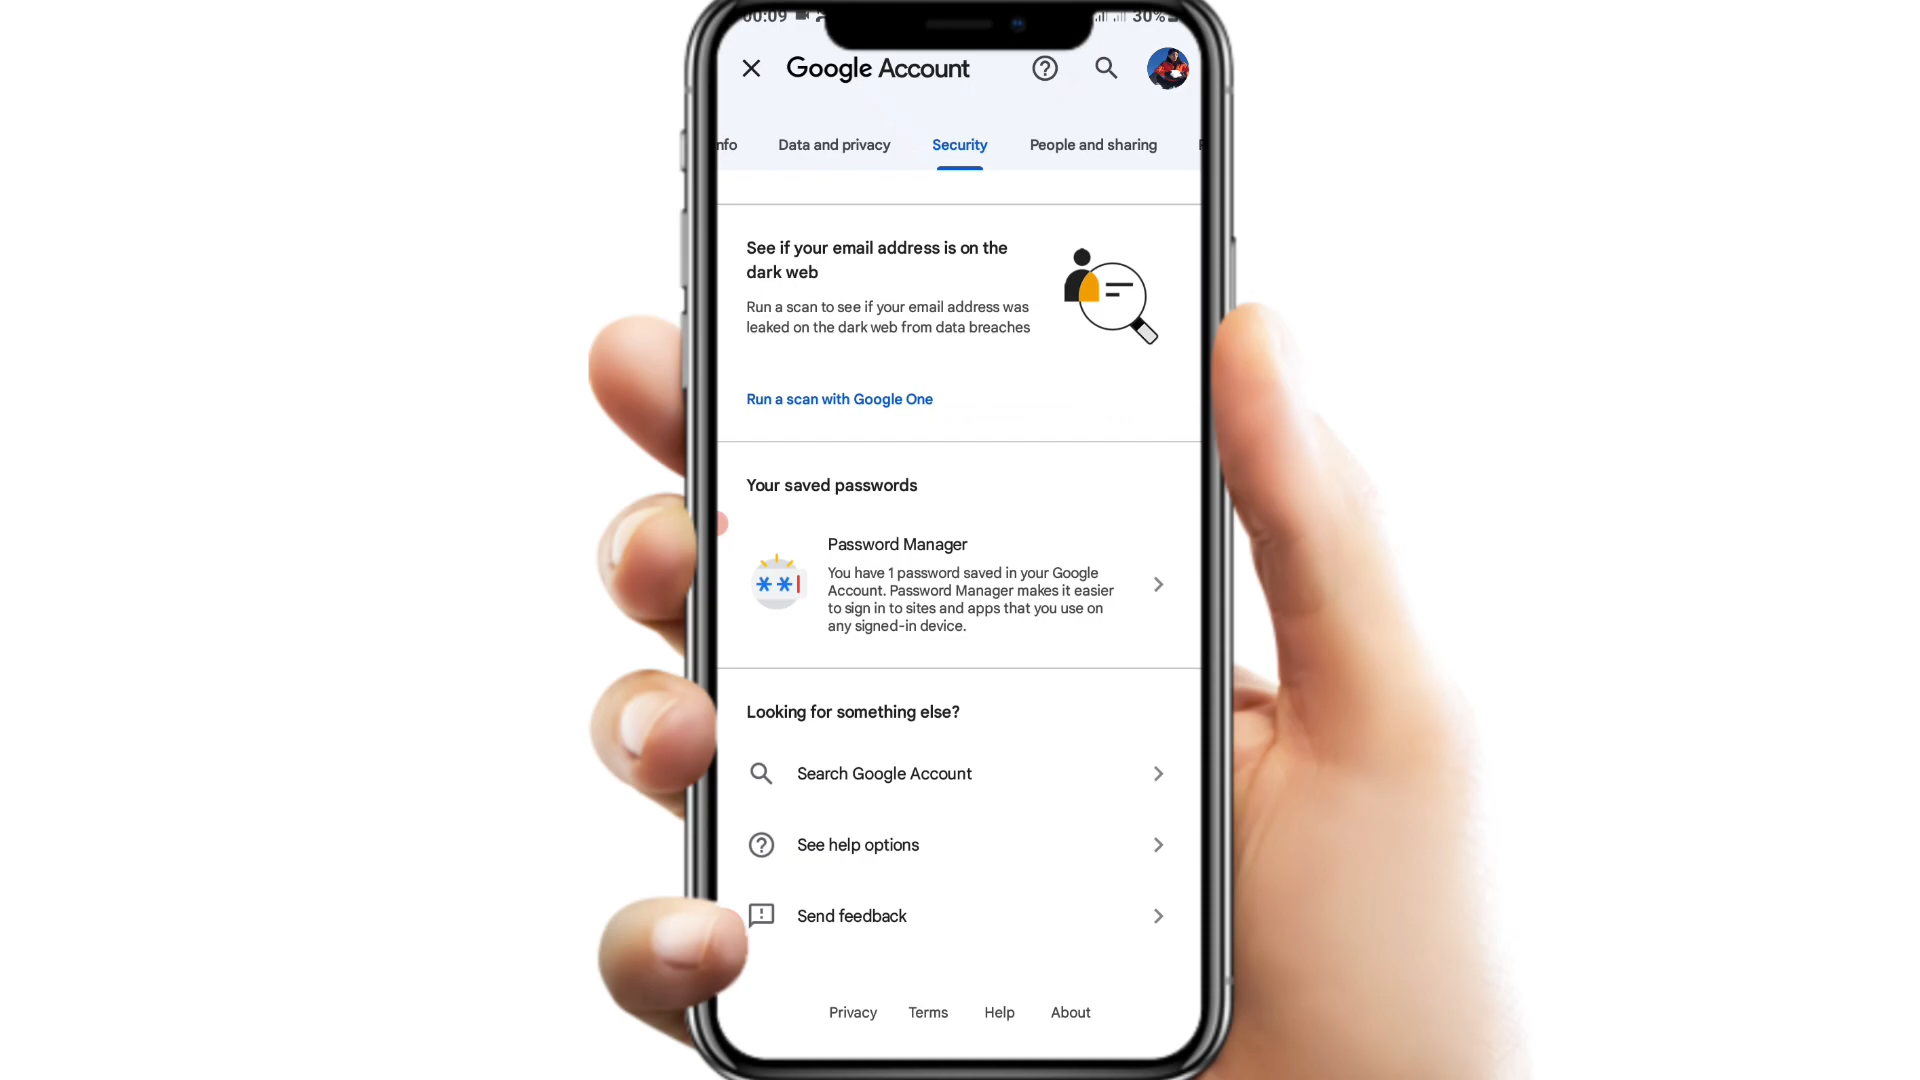 00:09 30%
Google Account
nfo Data and privacy Security People and sharing
See if your email address is on the
dark web
Run a scan to see if your email address was
leaked on the dark web from data breaches
Run a scan with Google One
Your saved passwords
Password Manager
You have 1 password saved in your Google
Account. Password Manager makes it easier
to sign in to sites and apps that you use on
any signed-in device.
Looking for something else?
Search Google Account
See help options
Send feedback
Privacy Terms Help About